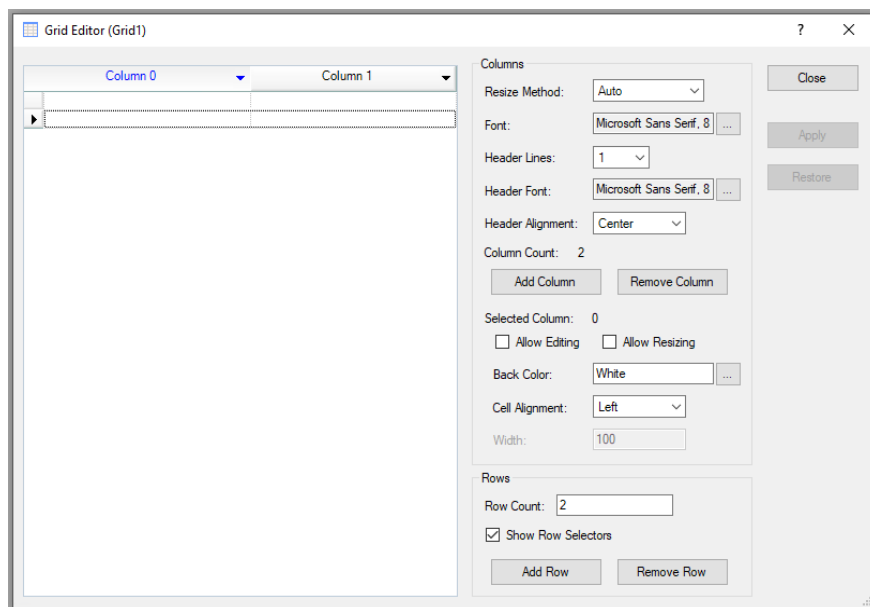 Grid Editor (Grid1)
?
Column 0
Column 1
Columns
Resize Method: Auto
Font: Microsoft Sans Serif, 8 ...
Header Lines: 1
Header Font: Microsoft Sans Serif, 8 ...
Header Alignment: Center
Column Count: 2
Add Column Remove Column
Selected Column: 0
Allow Editing Allow Resizing
Back Color: White ...
Cell Alignment: Left
Width: 100
Rows
Row Count: 2
Show Row Selectors
Add Row Remove Row
Close
Apply
Restore